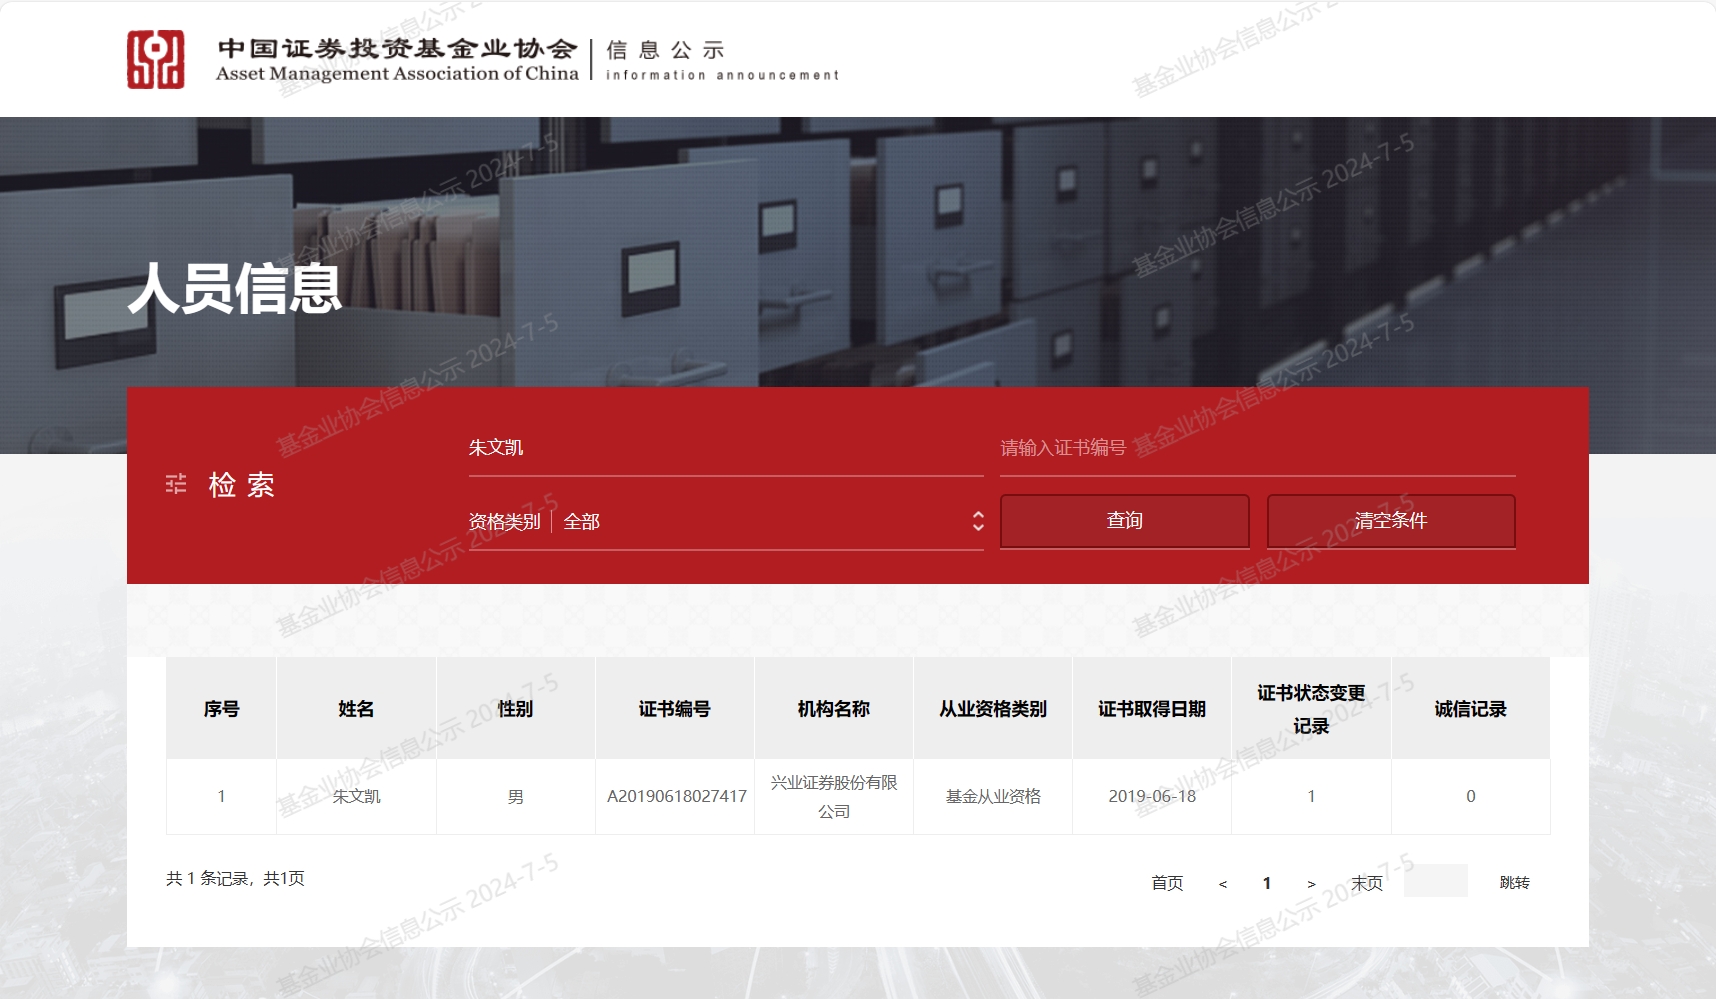 中国证券投资基金业协会 | 信息公示
Asset Management Association of China | information announcement
人员信息
检索
朱文凯
请输入证书编号
资格类别 | 全部
查询
清空条件
序号 姓名 性别 证书编号 机构名称 从业资格类别 证书取得日期 证书状态变更
记录 诚信记录
1 朱文凯 男 A20190618027417 兴业证券股份有限
公司 基金从业资格 2019-06-18 1 0
共 1 条记录，共1页
首页 < 1 > 末页 跳转
基金业协会信息公示 2024-7-5